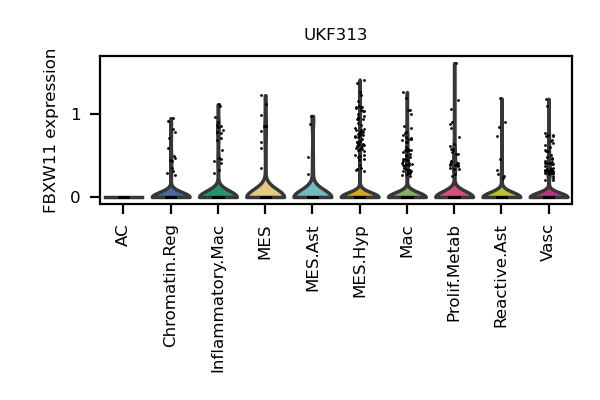 UKF313
FBXW11 expression
1
0
AC
Chromatin.Reg
Inflammatory.Mac
MES
MES.Ast
MES.Hyp
Mac
Prolif.Metab
Reactive.Ast
Vasc